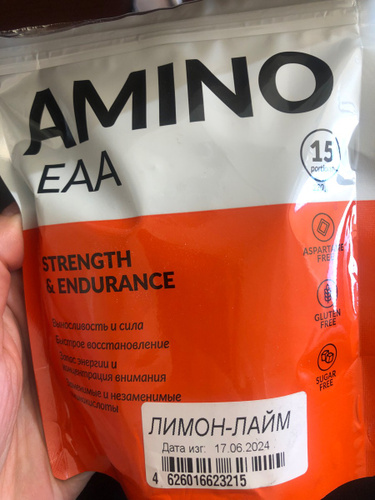 AMINO
EAA
15
STRENGTH
& ENDURANCE
ASPARTAME
FREE
GLUTEN
FREE
SUGAR
FREE
Выносливость и сила
Быстрое восстановление
Запас энергии и
концентрация внимания
и незаменимые
ЛИМОН-ЛАЙМ
Дата изг: 17.06.2024
4 626016623215